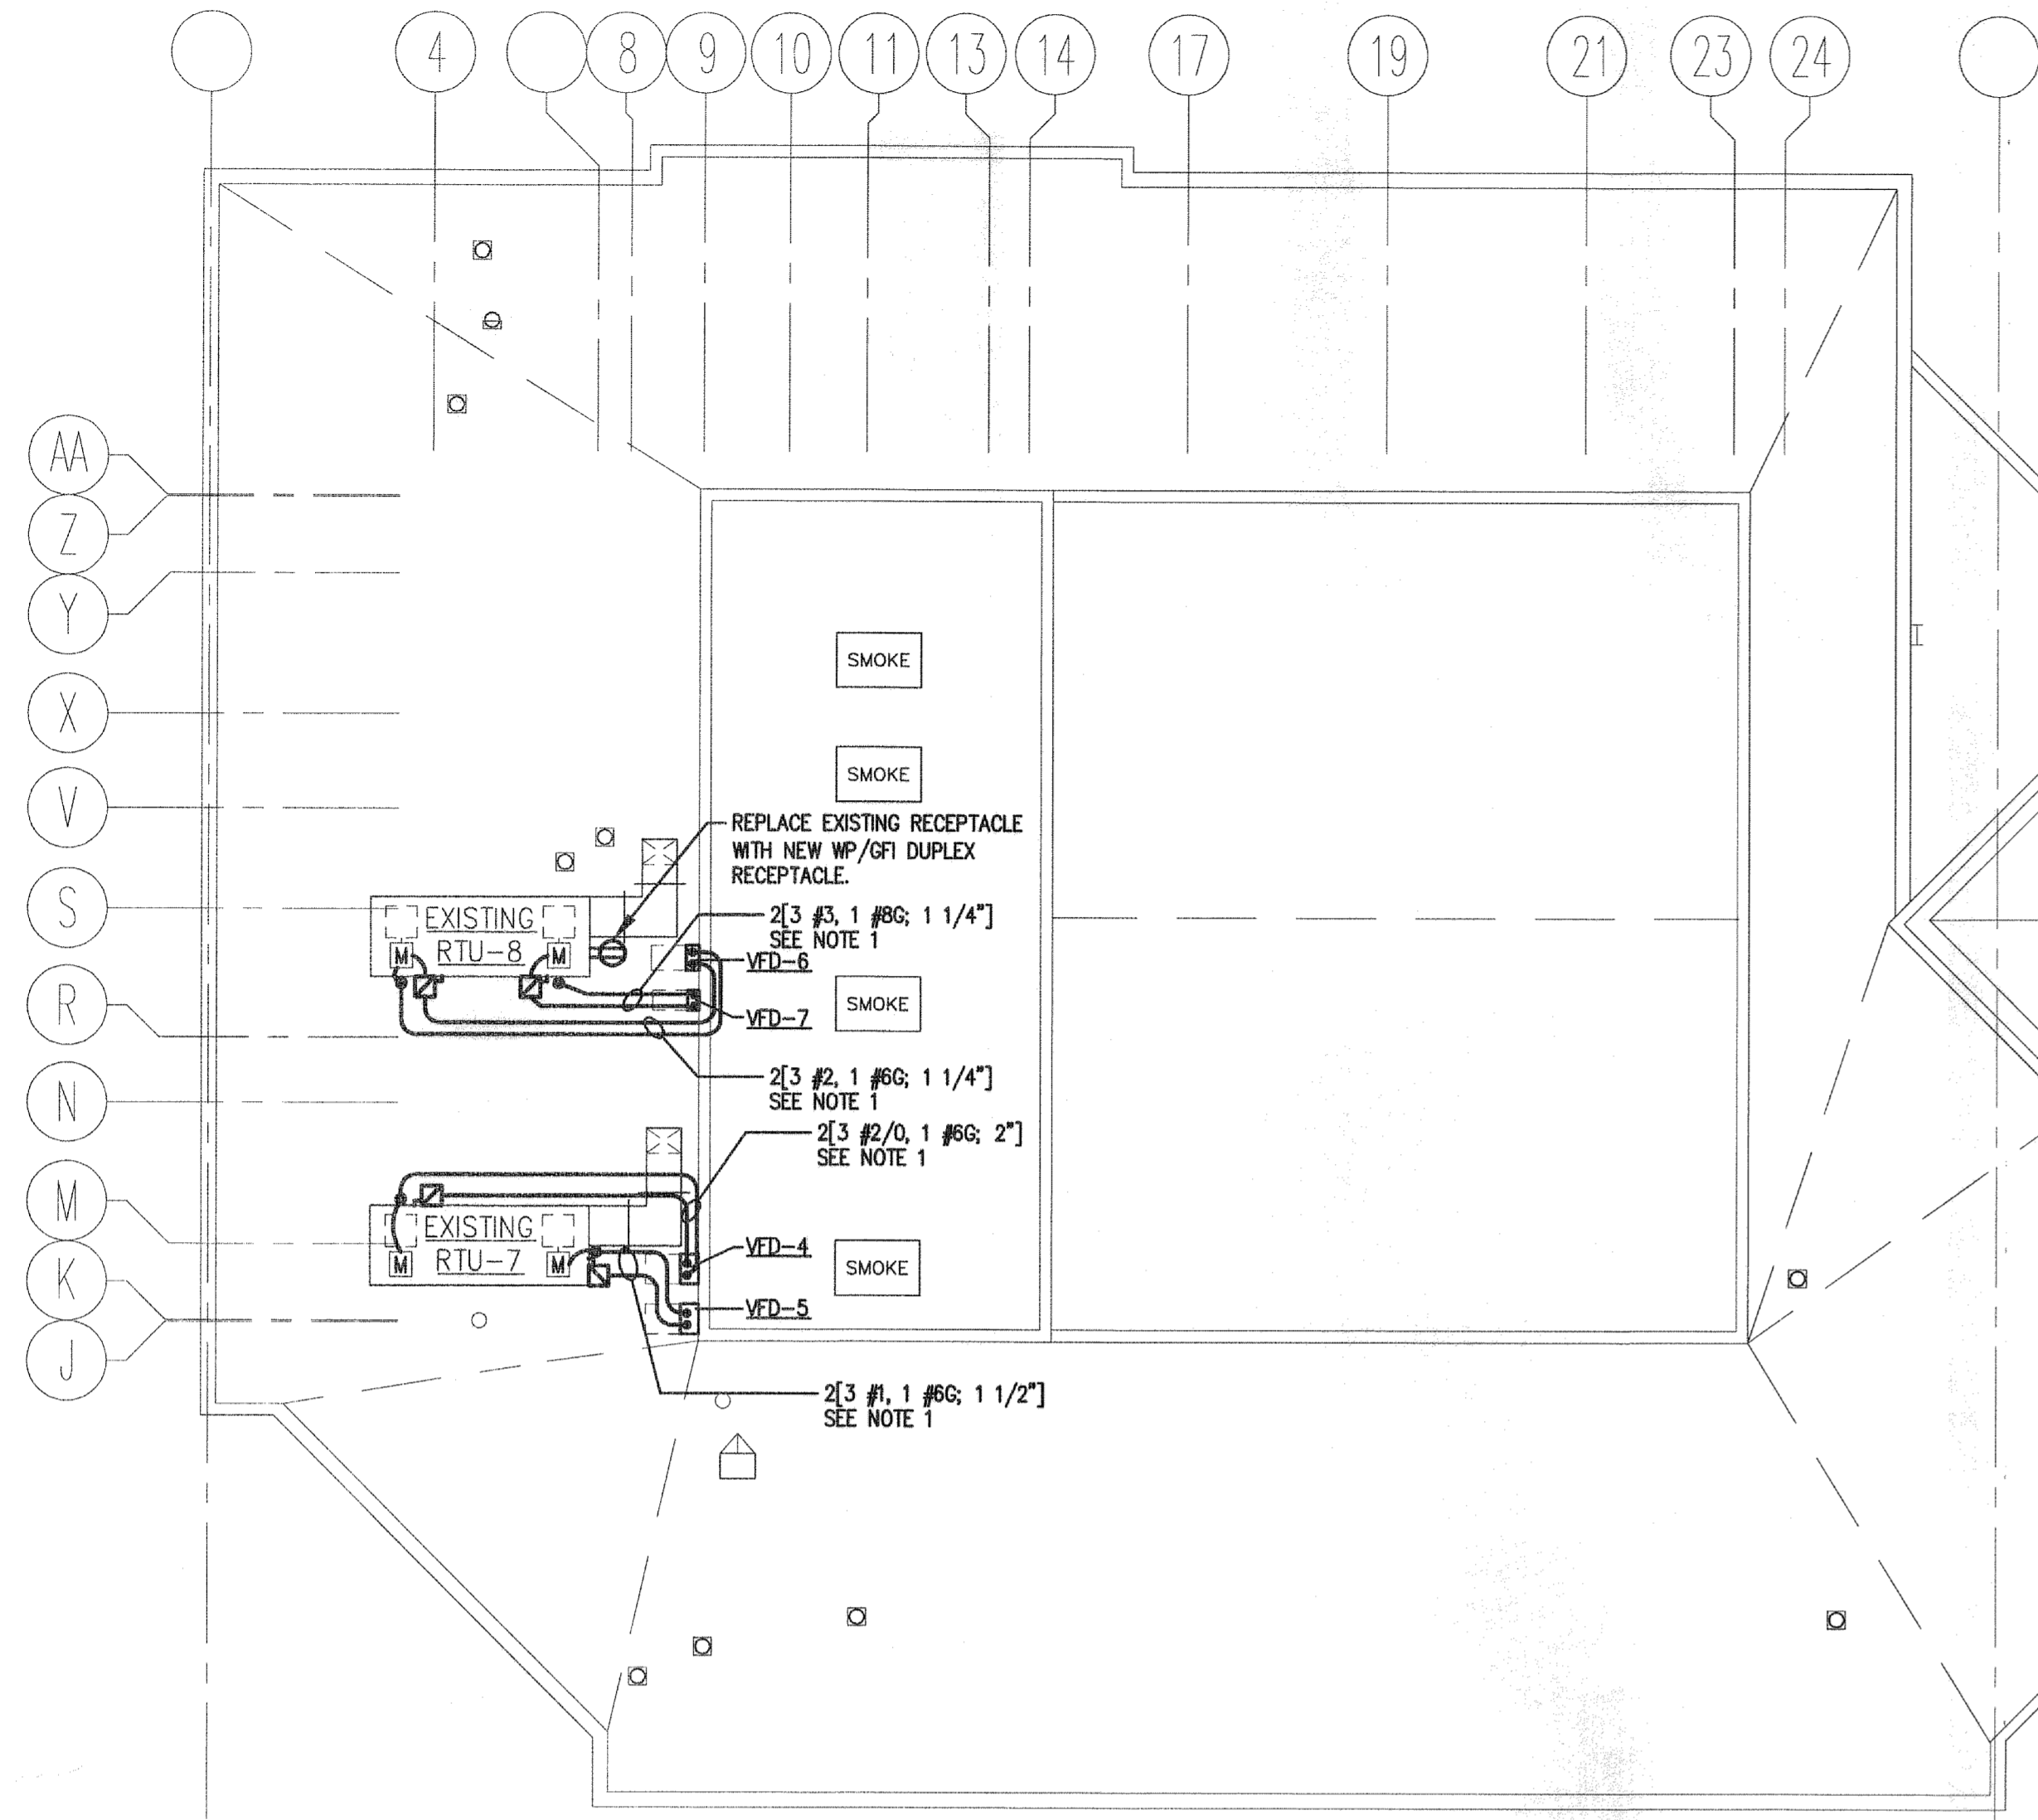 4 8 9 10 11 13 14 17 19 21 23 24
AA
Z
Y
X
V
S
R
N
M
K
J
SMOKE
SMOKE
REPLACE EXISTING RECEPTACLE
WITH NEW WP/GFI DUPLEX
RECEPTACLE.
EXISTING
RTU-8
M
M
2[3 #3, 1 #8G; 1 1/4"]
SEE NOTE 1
VFD-6
SMOKE
VFD-7
2[3 #2, 1 #6G; 1 1/4"]
SEE NOTE 1
2[3 #2/0, 1 #6G; 2"]
SEE NOTE 1
EXISTING
RTU-7
M
M
VFD-4
SMOKE
VFD-5
2[3 #1, 1 #6G; 1 1/2"]
SEE NOTE 1